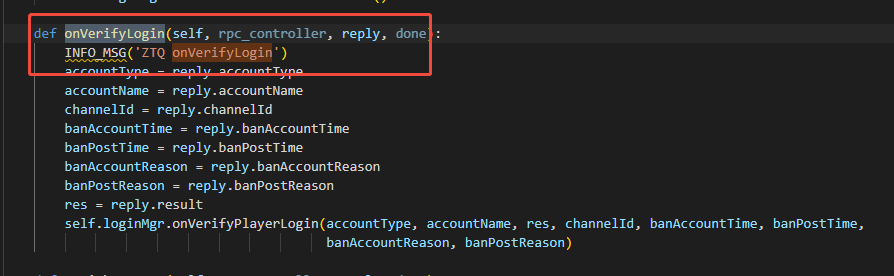 def onVerifyLogin(self, rpc_controller, reply, done):
INFO_MSG('ZTQ onVerifyLogin')
accountType = reply.accountType
accountName = reply.accountName
channelId = reply.channelId
banAccountTime = reply.banAccountTime
banPostTime = reply.banPostTime
banAccountReason = reply.banAccountReason
banPostReason = reply.banPostReason
res = reply.result
self.loginMgr.onVerifyPlayerLogin(accountType, accountName, res, channelId, banAccountTime, banPostTime,
banAccountReason, banPostReason)